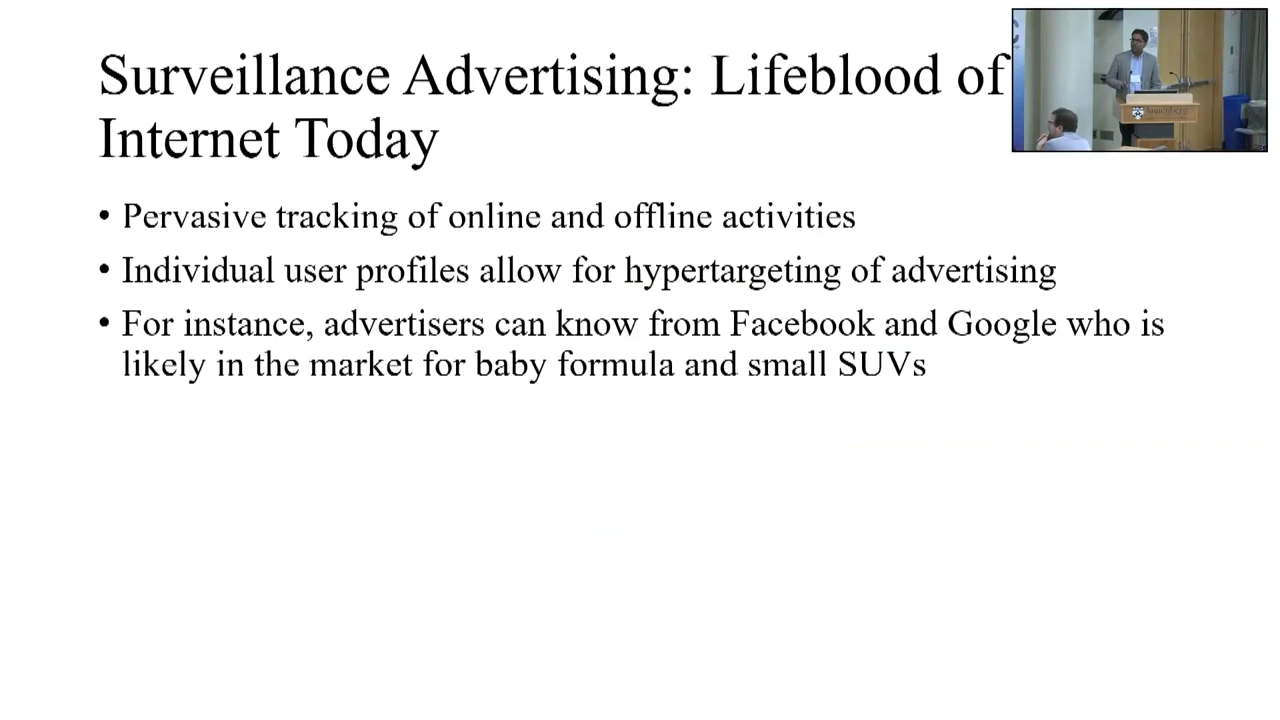 Surveillance Advertising: Lifeblood of
Internet Today
• Pervasive tracking of online and offline activities
• Individual user profiles allow for hypertargeting of advertising
• For instance, advertisers can know from Facebook and Google who is
likely in the market for baby formula and small SUVs